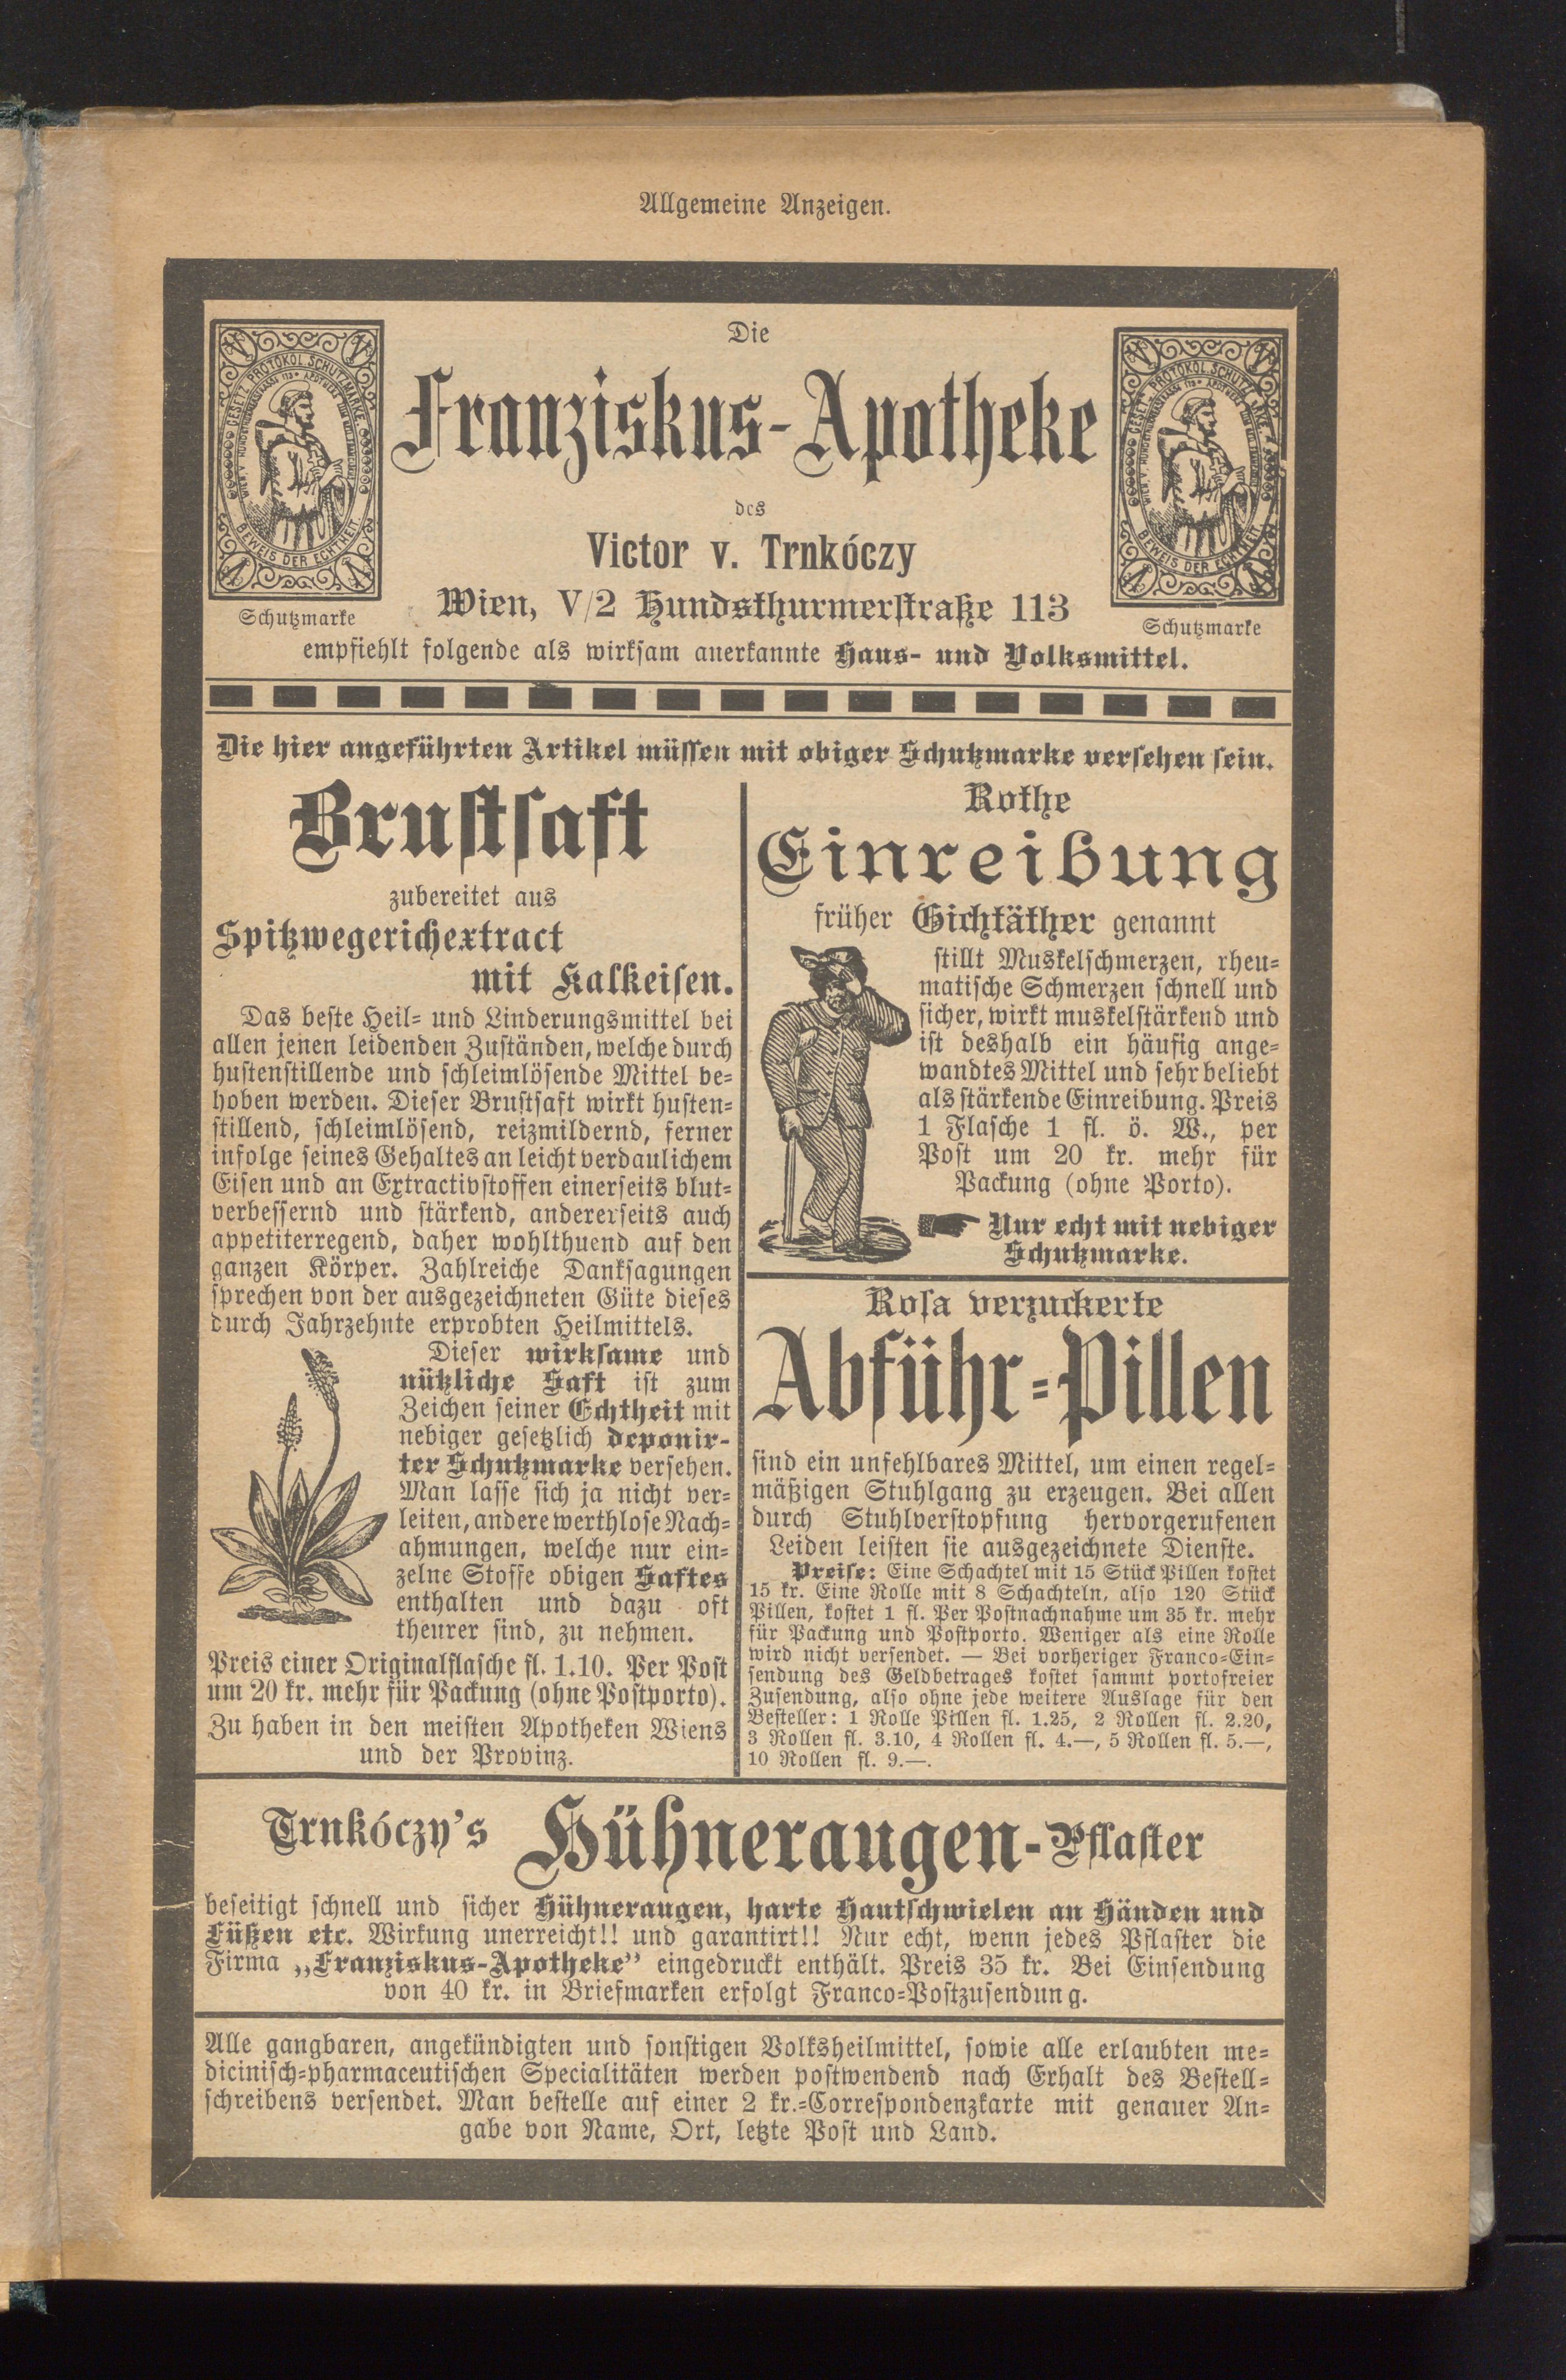 Allgemeine Anzeigen.
Die
Franziskus-Apotheke
des
Victor v. Trnkóczy
Wien, V/2 Hundsthurmerstraße 113
GESETZ. PROTOKOL. SCHUTZMARKE.
BEWEIS DER ECHTHEIT
Schutzmarke
GESETZ. PROTOKOL. SCHUTZMARKE.
BEWEIS DER ECHTHEIT
Schutzmarke
empfiehlt folgende als wirksam anerkannte Haus- und Volksmittel.
Die hier angeführten Artikel müssen mit obiger Schutzmarke versehen sein.
Brustsaft
zubereitet aus
Spitzwegerichextract
mit Kalkeisen.
Das beste Heil- und Linderungsmittel bei
allen jenen leidenden Zuständen, welche durch
hustenstillende und schleimlösende Mittel be-
hoben werden. Dieser Brustsaft wirkt husten-
stillend, schleimlösend, reizmildernd, ferner
infolge seines Gehaltes an leicht verdaulichem
Eisen und an Extractivstoffen einerseits blut-
verbessernd und stärkend, andererseits auch
appetiterregend, daher wohlthuend auf den
ganzen Körper. Zahlreiche Danksagungen
sprechen von der ausgezeichneten Güte dieses
durch Jahrzehnte erprobten Heilmittels.
Dieser wirksame und
nützliche Saft ist zum
Zeichen seiner Echtheit mit
nebiger gesetzlich deponir-
ter Schutzmarke versehen.
Man lasse sich ja nicht ver-
leiten, andere werthlose Nach-
ahmungen, welche nur ein-
zelne Stoffe obigen Saftes
enthalten und dazu oft
theurer sind, zu nehmen.
Preis einer Originalflasche fl. 1.10. Per Post
um 20 kr. mehr für Packung (ohne Postporto).
Zu haben in den meisten Apotheken Wiens
und der Provinz.
Rothe
Einreibung
früher Gichtäther genannt
stillt Muskelschmerzen, rheu-
matische Schmerzen schnell und
sicher, wirkt muskelstärkend und
ist deshalb ein häufig ange-
wandtes Mittel und sehr beliebt
als stärkende Einreibung. Preis
1 Flasche 1 fl. ö. W., per
Post um 20 kr. mehr für
Packung (ohne Porto).
☛ Nur echt mit nebiger
Schutzmarke.
Rosa verzuckerte
Abführ-Pillen
sind ein unfehlbares Mittel, um einen regel-
mäßigen Stuhlgang zu erzeugen. Bei allen
durch Stuhlverstopfung hervorgerufenen
Leiden leisten sie ausgezeichnete Dienste.
Preise: Eine Schachtel mit 15 Stück Pillen kostet
15 kr. Eine Rolle mit 8 Schachteln, also 120 Stück
Pillen, kostet 1 fl. Per Postnachnahme um 35 kr. mehr
für Packung und Postporto. Weniger als eine Rolle
wird nicht versendet. — Bei vorheriger Franco-Ein-
sendung des Geldbetrages kostet sammt portofreier
Zusendung, also ohne jede weitere Auslage für den
Besteller: 1 Rolle Pillen fl. 1.25, 2 Rollen fl. 2.20,
3 Rollen fl. 3.10, 4 Rollen fl. 4.—, 5 Rollen fl. 5.—,
10 Rollen fl. 9.—.
Trnkóczy's Hühneraugen-Pflaster
beseitigt schnell und sicher Hühneraugen, harte Hautschwielen an Händen und
Füßen etc. Wirkung unerreicht!! und garantirt!! Nur echt, wenn jedes Pflaster die
Firma „Franziskus-Apotheke” eingedruckt enthält. Preis 35 kr. Bei Einsendung
von 40 kr. in Briefmarken erfolgt Franco-Postzusendung.
Alle gangbaren, angekündigten und sonstigen Volksheilmittel, sowie alle erlaubten me-
dicinisch-pharmaceutischen Specialitäten werden postwendend nach Erhalt des Bestell-
schreibens versendet. Man bestelle auf einer 2 kr.-Correspondenzkarte mit genauer An-
gabe von Name, Ort, letzte Post und Land.